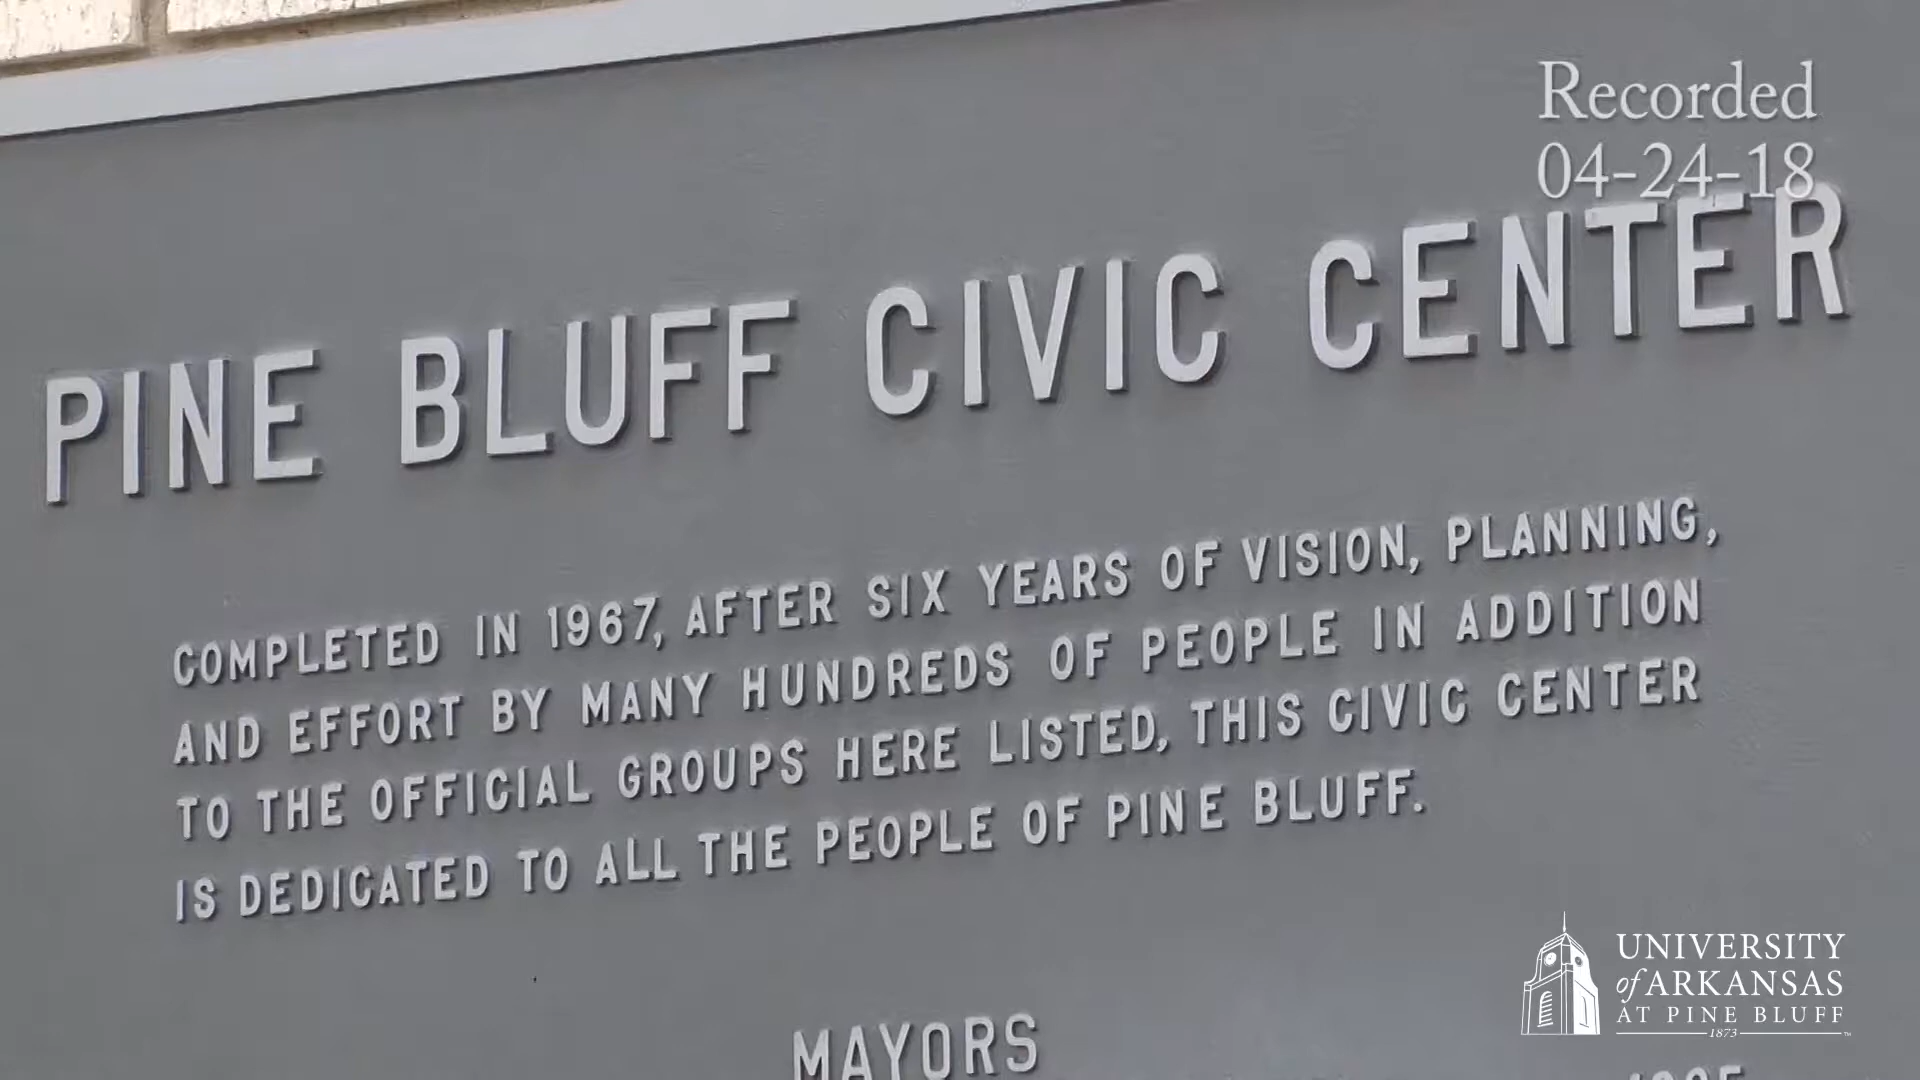 Recorded
04-24-18
PINE BLUFF CIVIC CENTER
COMPLETED IN 1967, AFTER SIX YEARS OF VISION, PLANNING,
AND EFFORT BY MANY HUNDREDS OF PEOPLE IN ADDITION
TO THE OFFICIAL GROUPS HERE LISTED, THIS CIVIC CENTER
IS DEDICATED TO ALL THE PEOPLE OF PINE BLUFF.
MAYORS
UNIVERSITY
of ARKANSAS
AT PINE BLUFF
1873
™